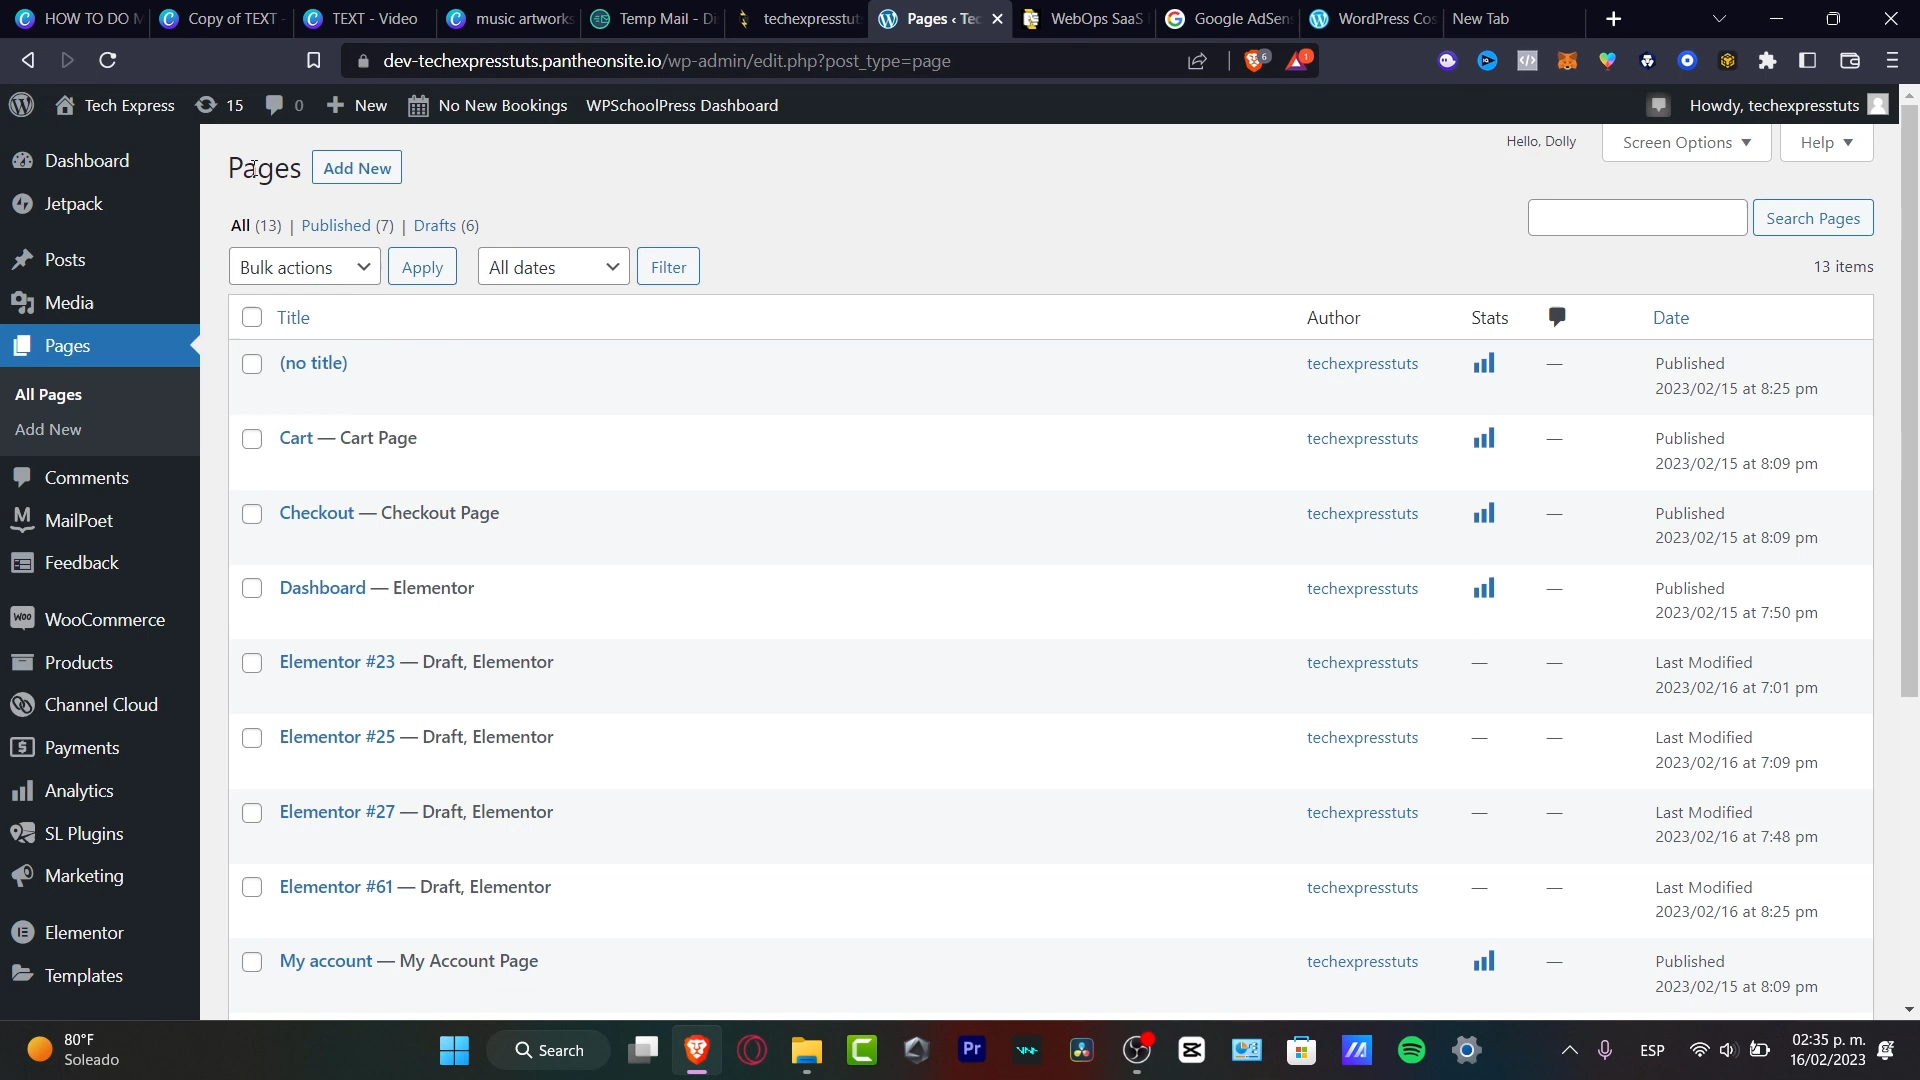 HOW TO DO M
Copy of TEXT -
TEXT - Video
music artworks
Temp Mail - Di
techexpresstut
Pages ‹ Tec
WebOps SaaS
Google AdSen
WordPress Cos
New Tab
dev-techexpresstuts.pantheonsite.io/wp-admin/edit.php?post_type=page
6
1
Tech Express
15
0
New
No New Bookings
WPSchoolPress Dashboard
Howdy, techexpresstuts
Dashboard
Jetpack
Posts
Media
Pages
All Pages
Add New
Comments
MailPoet
Feedback
WooCommerce
Products
Channel Cloud
Payments
Analytics
SL Plugins
Marketing
Elementor
Templates
Pages Add New
Hello, Dolly
Screen Options
Help
All (13) | Published (7) | Drafts (6)
Search Pages
Bulk actions Apply All dates Filter
13 items
Title Author Stats Date
(no title) techexpresstuts — Published
2023/02/15 at 8:25 pm
Cart — Cart Page techexpresstuts — Published
2023/02/15 at 8:09 pm
Checkout — Checkout Page techexpresstuts — Published
2023/02/15 at 8:09 pm
Dashboard — Elementor techexpresstuts — Published
2023/02/15 at 7:50 pm
Elementor #23 — Draft, Elementor techexpresstuts — — Last Modified
2023/02/16 at 7:01 pm
Elementor #25 — Draft, Elementor techexpresstuts — — Last Modified
2023/02/16 at 7:09 pm
Elementor #27 — Draft, Elementor techexpresstuts — — Last Modified
2023/02/16 at 7:48 pm
Elementor #61 — Draft, Elementor techexpresstuts — — Last Modified
2023/02/16 at 8:25 pm
My account — My Account Page techexpresstuts — Published
2023/02/15 at 8:09 pm
80°F
Soleado
Search
Pr
ESP
02:35 p. m.
16/02/2023